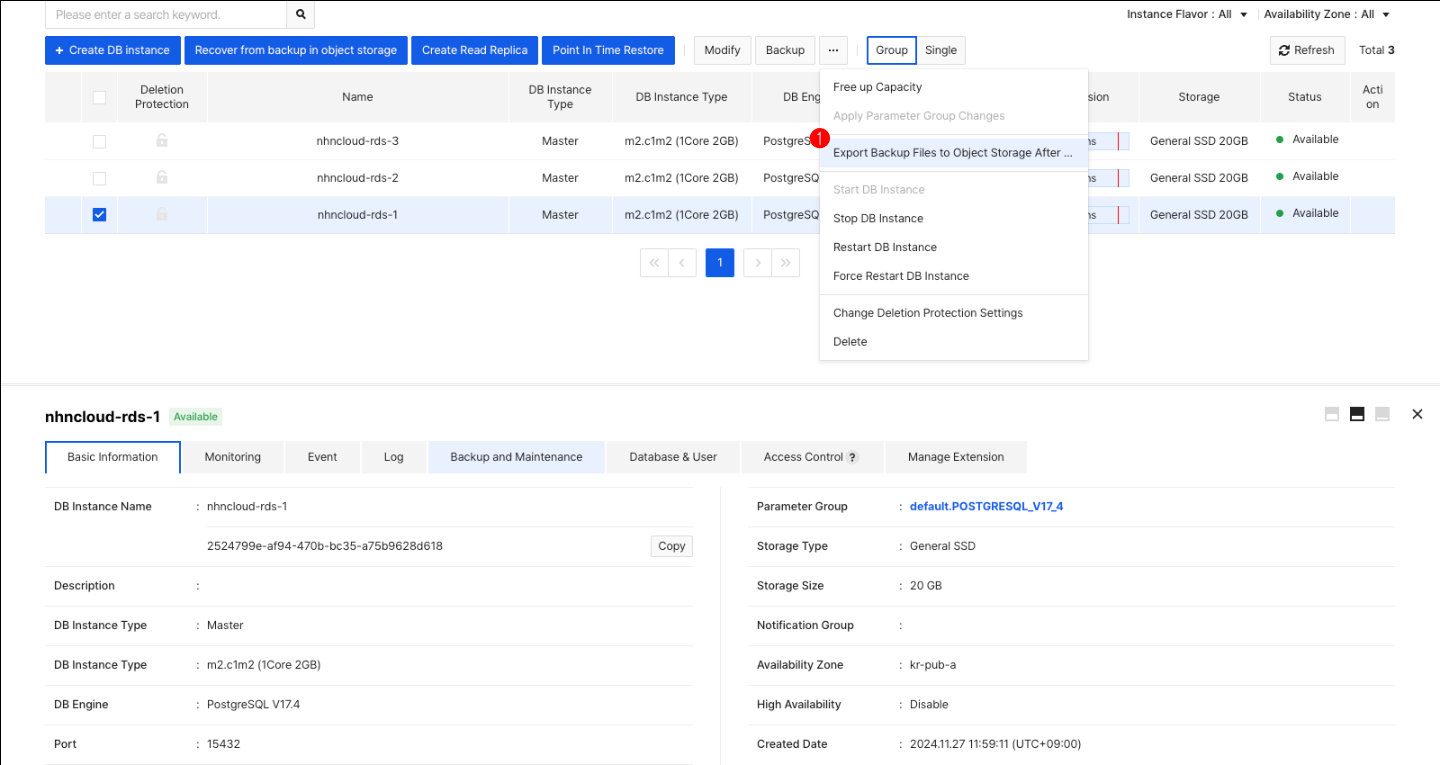 Please enter a search keyword.
Instance Flavor : All Availability Zone : All
+ Create DB instance Recover from backup in object storage Create Read Replica Point In Time Restore Modify Backup ... Group Single Refresh Total 3
Deletion Protection Name DB Instance Type DB Instance Type Storage Status Action
nhncloud-rds-3 Master m2.c1m2 (1Core 2GB) General SSD 20GB Available
nhncloud-rds-2 Master m2.c1m2 (1Core 2GB) General SSD 20GB Available
nhncloud-rds-1 Master m2.c1m2 (1Core 2GB) General SSD 20GB Available
Free up Capacity
Apply Parameter Group Changes
1
Export Backup Files to Object Storage After ...
Start DB Instance
Stop DB Instance
Restart DB Instance
Force Restart DB Instance
Change Deletion Protection Settings
Delete
1
nhncloud-rds-1 Available
Basic Information Monitoring Event Log Backup and Maintenance Database & User Access Control ? Manage Extension
DB Instance Name : nhncloud-rds-1
2524799e-af94-470b-bc35-a75b9628d618 Copy
Description :
DB Instance Type : Master
DB Instance Type : m2.c1m2 (1Core 2GB)
DB Engine : PostgreSQL V17.4
Port : 15432
Parameter Group : default.POSTGRESQL_V17_4
Storage Type : General SSD
Storage Size : 20 GB
Notification Group :
Availability Zone : kr-pub-a
High Availability : Disable
Created Date : 2024.11.27 11:59:11 (UTC+09:00)